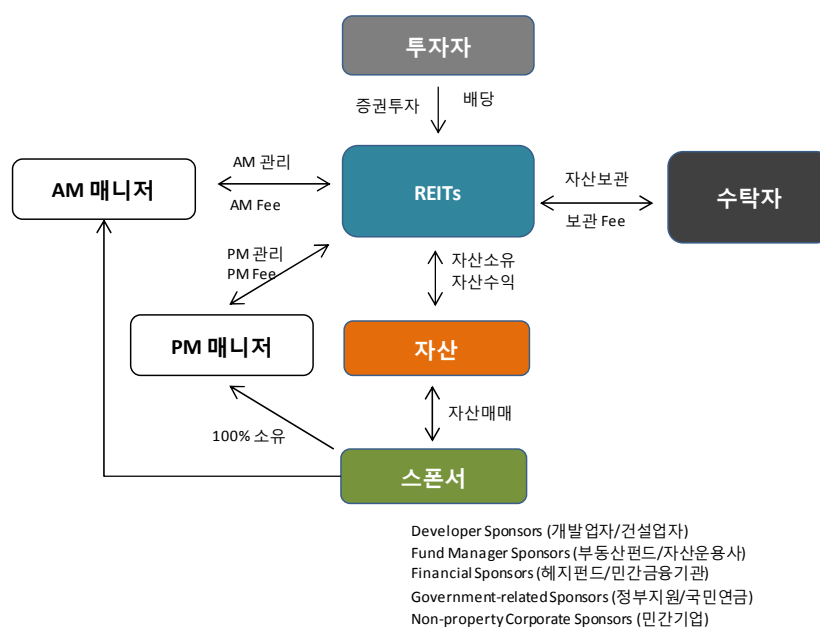 투자자
증권투자
배당
AM 관리
AM 매니저
REITs
자산보관
수탁자
AM Fee
보관 Fee
PM 관리
PM Fee
자산소유
자산수익
PM 매니저
자산
자산매매
100% 소유
스폰서
Developer Sponsors (개발업자/건설업자)
Fund Manager Sponsors (부동산펀드/자산운용사)
Financial Sponsors (헤지펀드/민간금융기관)
Government-related Sponsors (정부지원/국민연금)
Non-property Corporate Sponsors (민간기업)